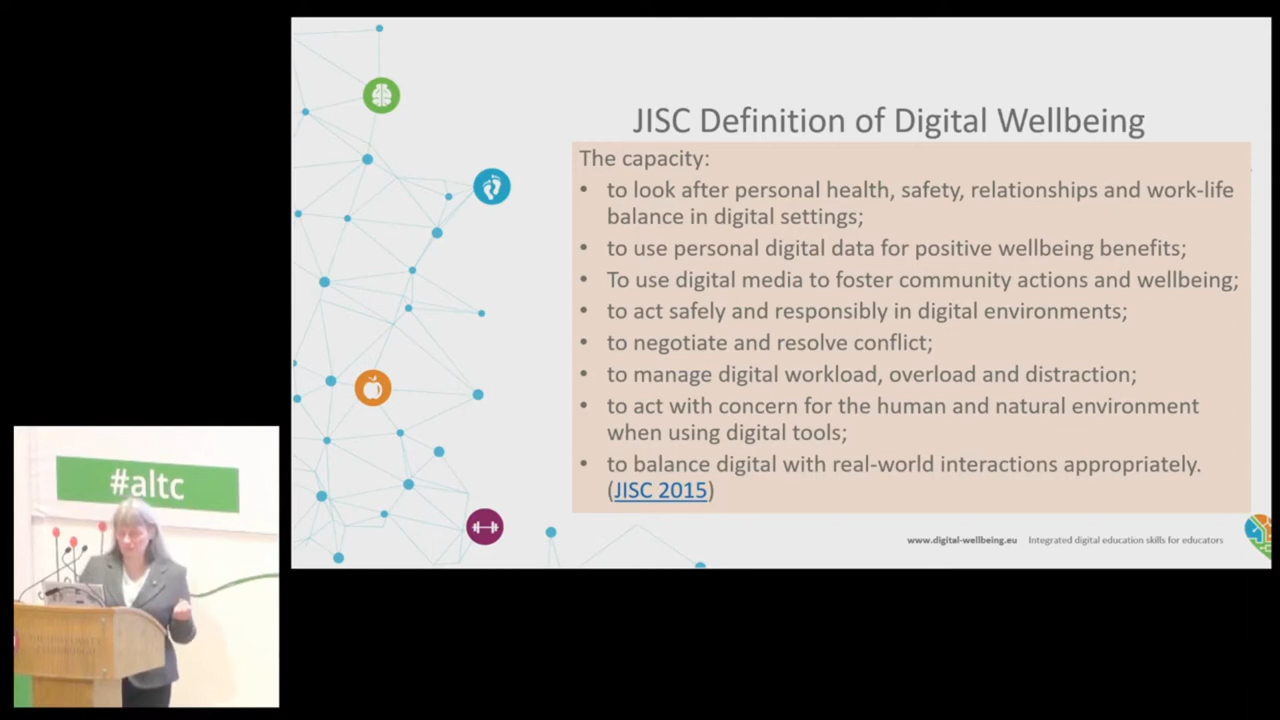 JISC Definition of Digital Wellbeing
The capacity:
• to look after personal health, safety, relationships and work-life
balance in digital settings;
• to use personal digital data for positive wellbeing benefits;
• To use digital media to foster community actions and wellbeing;
• to act safely and responsibly in digital environments;
• to negotiate and resolve conflict;
• to manage digital workload, overload and distraction;
• to act with concern for the human and natural environment
when using digital tools;
• to balance digital with real-world interactions appropriately.
(JISC 2015)
www.digital-wellbeing.eu Integrated digital education skills for educators
#altc